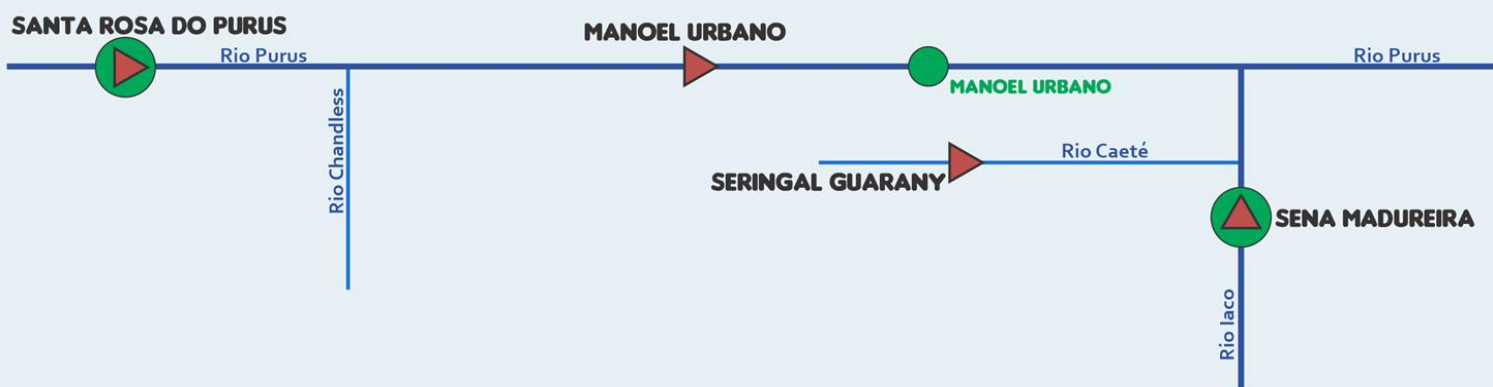 SANTA ROSA DO PURUS
MANOEL URBANO
Rio Purus
Rio Purus
MANOEL URBANO
Rio Chandless
Rio Caeté
SERINGAL GUARANY
SENA MADUREIRA
Rio Iaco